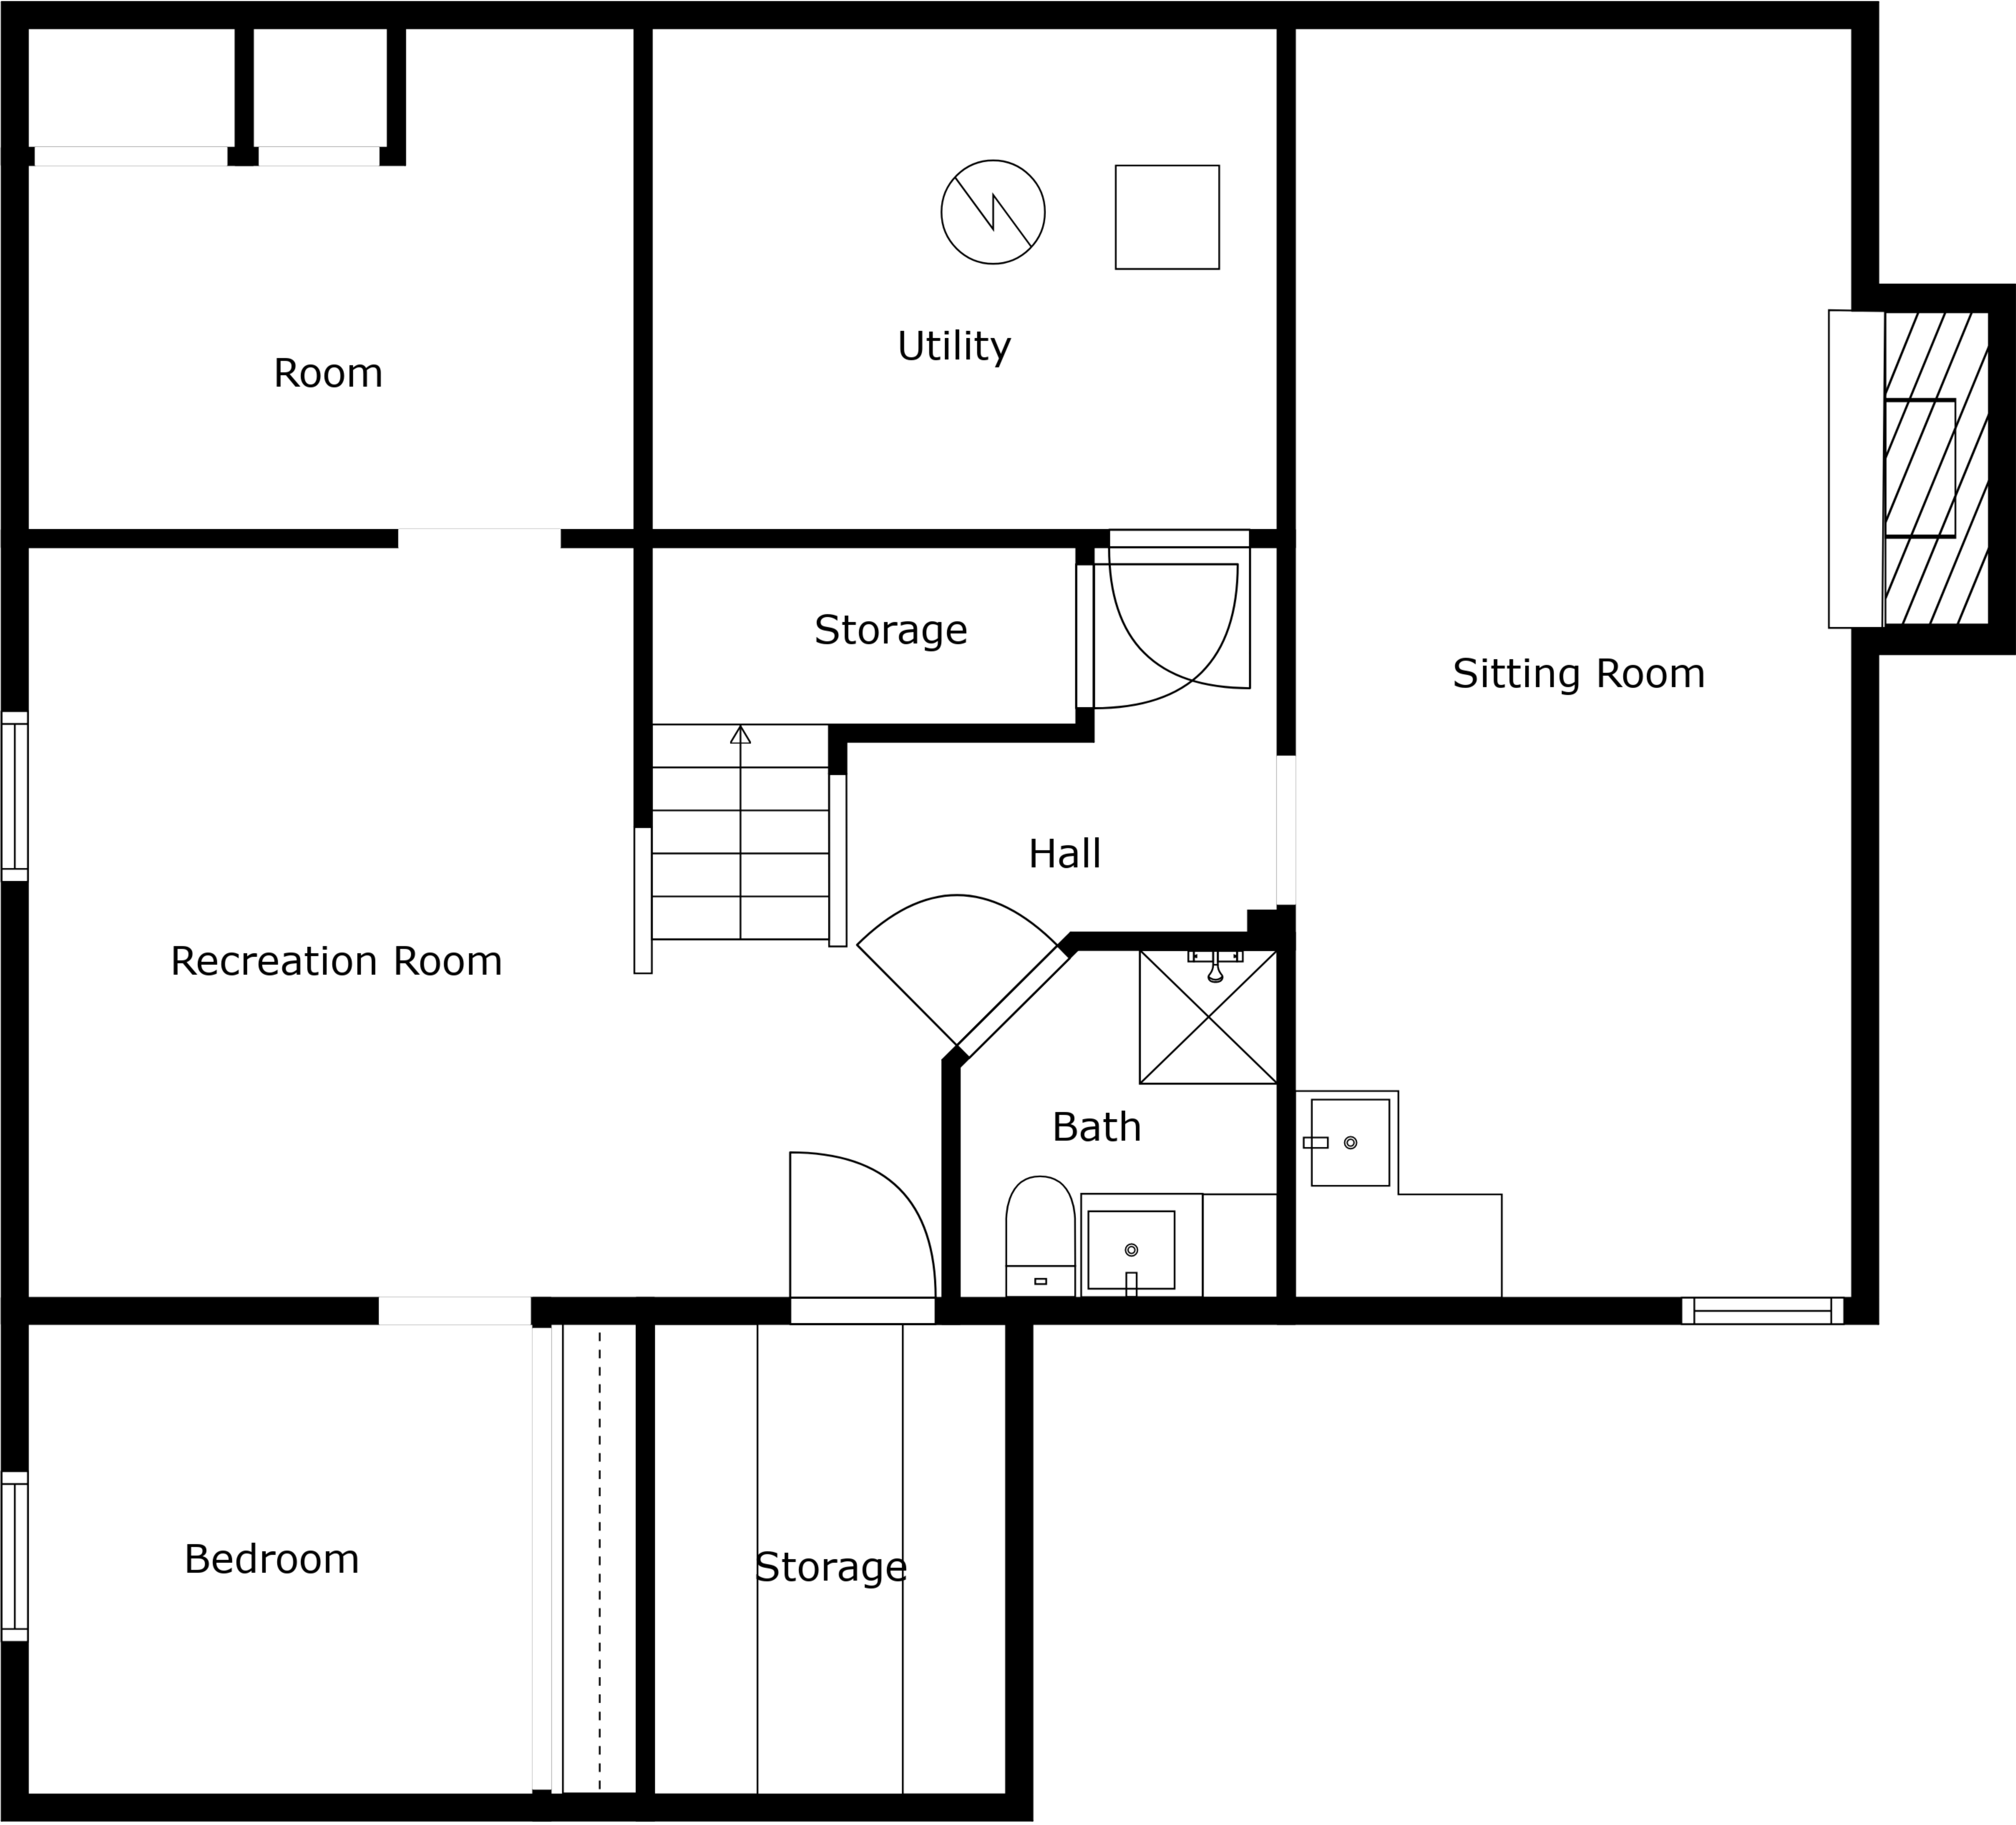 Utility
Room
Storage
Sitting Room
Hall
Recreation Room
Bath
Bedroom
Storage